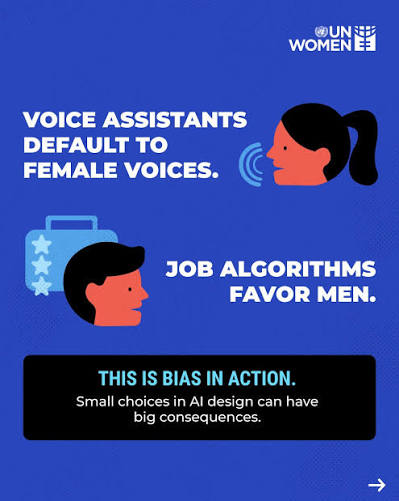 UN
WOMEN
VOICE ASSISTANTS
DEFAULT TO
FEMALE VOICES.
JOB ALGORITHMS
FAVOR MEN.
THIS IS BIAS IN ACTION.
Small choices in AI design can have
big consequences.